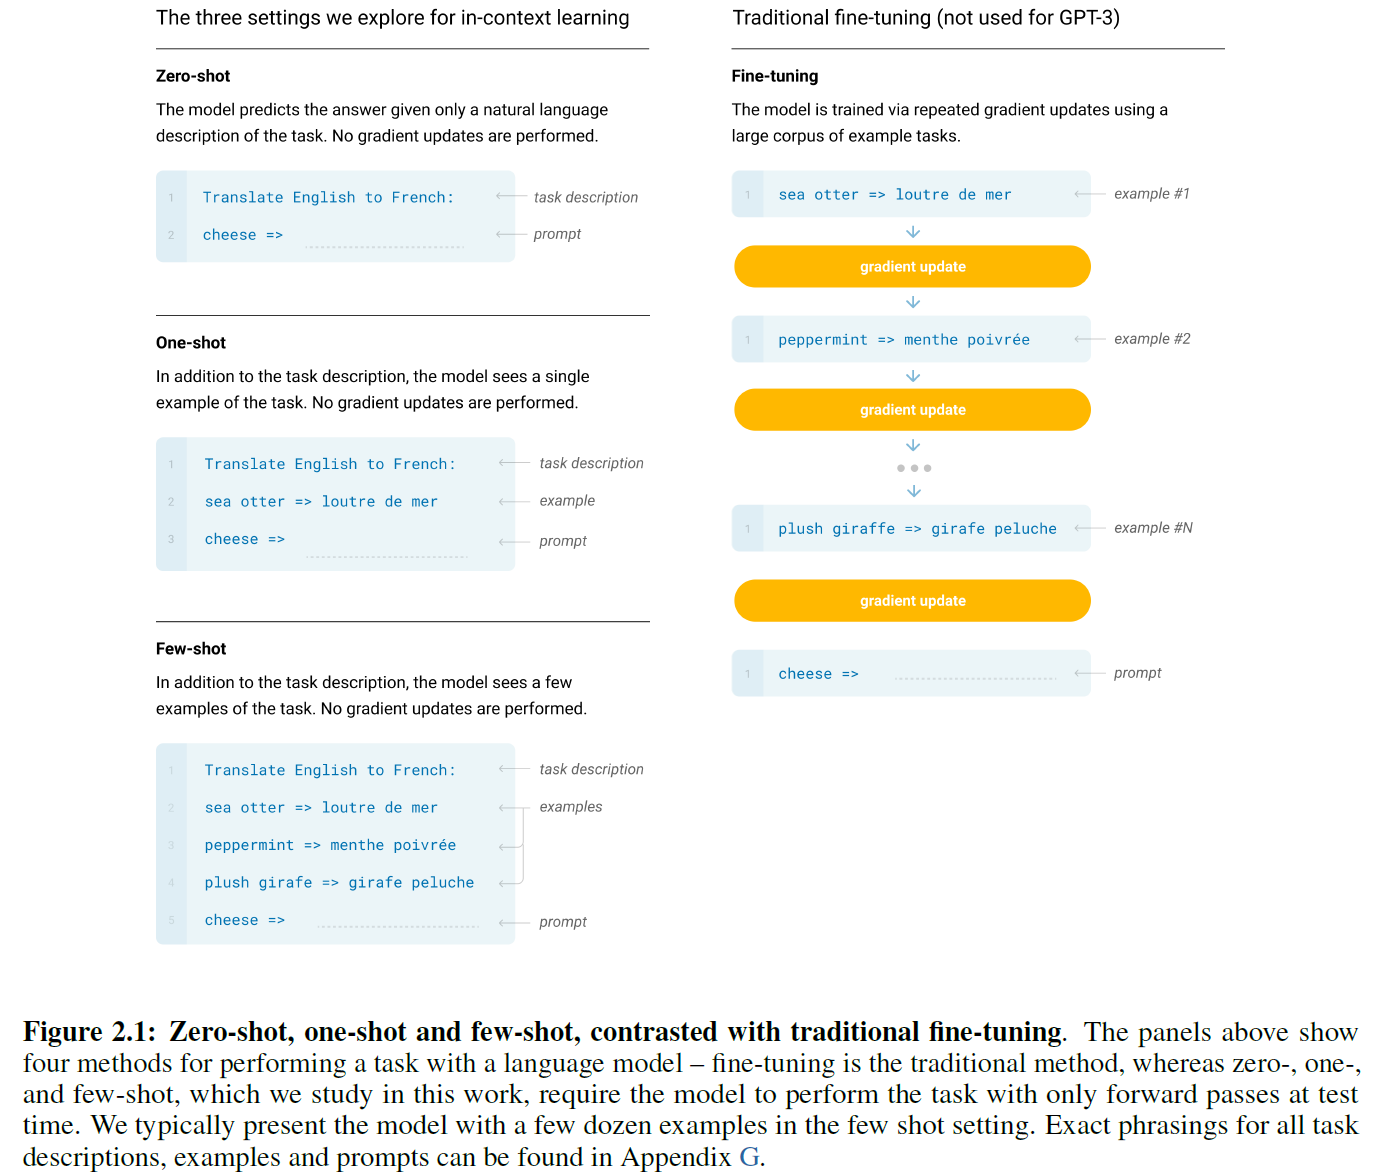 The three settings we explore for in-context learning
Zero-shot
The model predicts the answer given only a natural language
description of the task. No gradient updates are performed.
1 Translate English to French: task description
2 cheese => prompt
One-shot
In addition to the task description, the model sees a single
example of the task. No gradient updates are performed.
1 Translate English to French: task description
2 sea otter => loutre de mer example
3 cheese => prompt
Few-shot
In addition to the task description, the model sees a few
examples of the task. No gradient updates are performed.
1 Translate English to French: task description
2 sea otter => loutre de mer examples
3 peppermint => menthe poivrée
4 plush girafe => girafe peluche
5 cheese => prompt
Traditional fine-tuning (not used for GPT-3)
Fine-tuning
The model is trained via repeated gradient updates using a
large corpus of example tasks.
1 sea otter => loutre de mer example #1
gradient update
1 peppermint => menthe poivrée example #2
gradient update
1 plush giraffe => girafe peluche example #N
gradient update
1 cheese => prompt
Figure 2.1: Zero-shot, one-shot and few-shot, contrasted with traditional fine-tuning. The panels above show
four methods for performing a task with a language model – fine-tuning is the traditional method, whereas zero-, one-,
and few-shot, which we study in this work, require the model to perform the task with only forward passes at test
time. We typically present the model with a few dozen examples in the few shot setting. Exact phrasings for all task
descriptions, examples and prompts can be found in Appendix G.